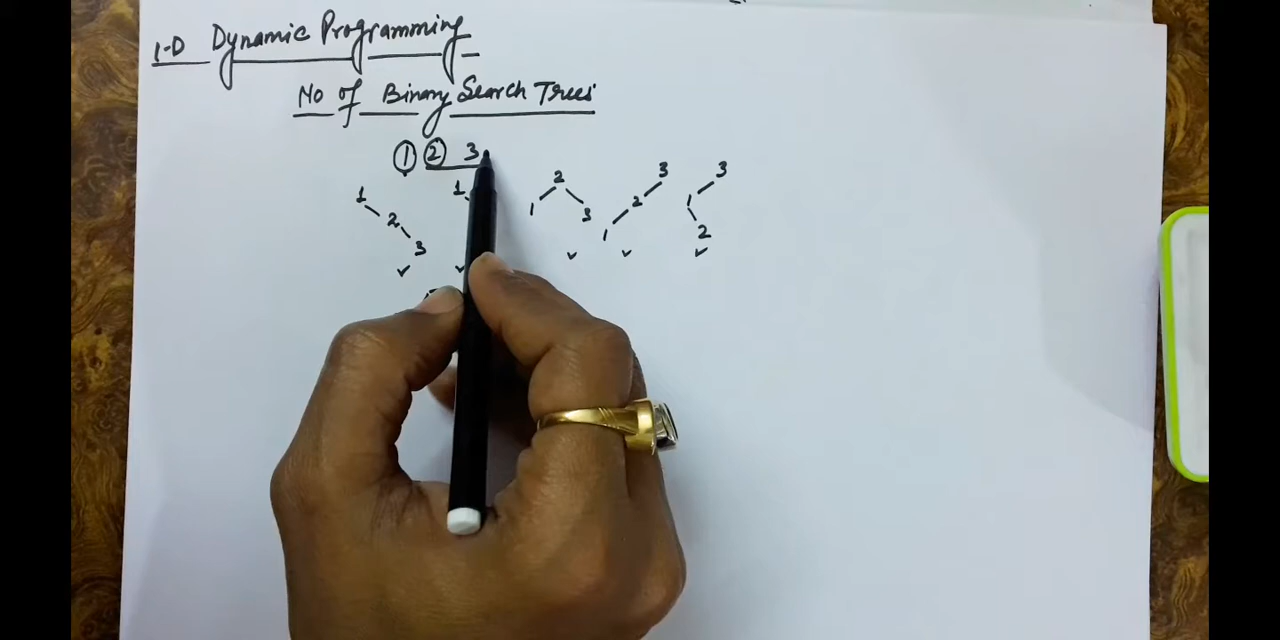 1-D Dynamic Programming
No of Binary Search Trees
1 2 3
1 1 2 3 3
2 1 3 2 1
3 1 2